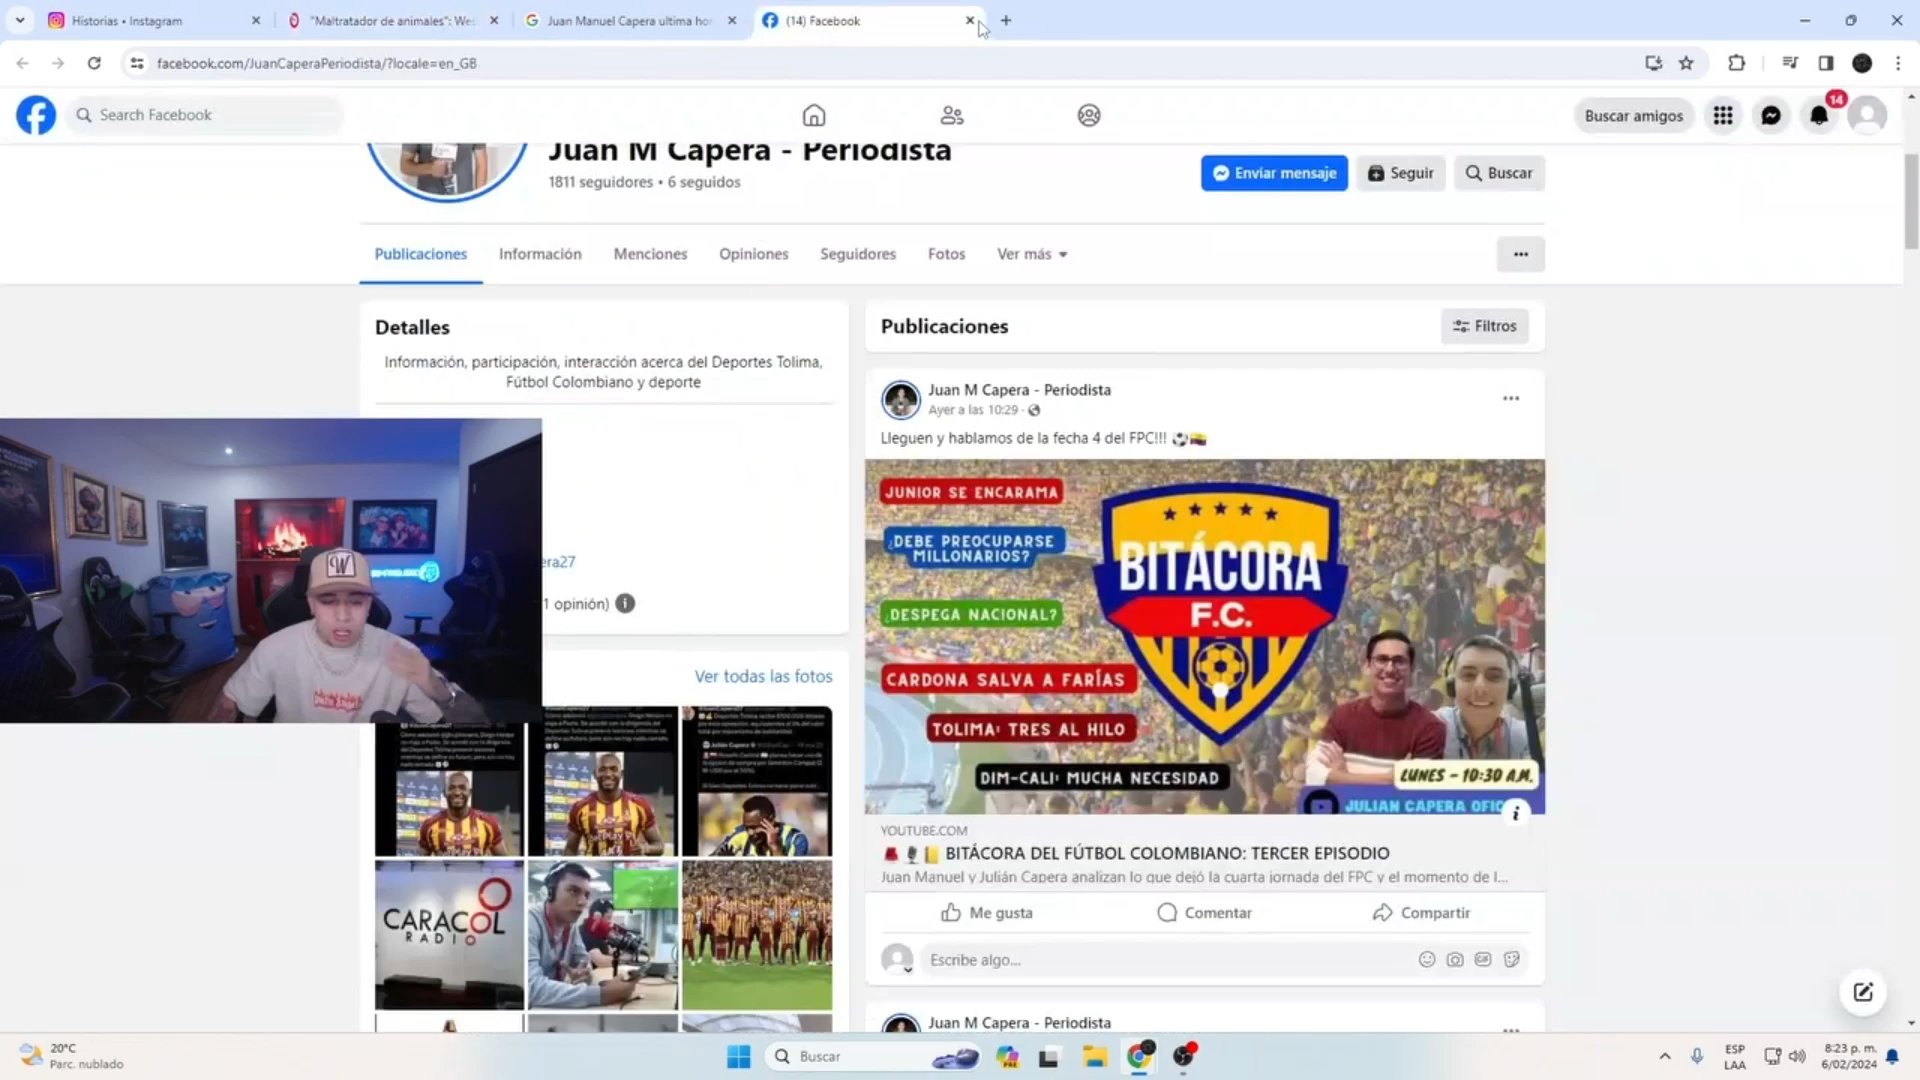 Historias • Instagram
"Maltratador de animales": Wes
Juan Manuel Capera ultima ho
(14) Facebook
facebook.com/JuanCaperaPeriodista/?locale=en_GB
Search Facebook
Buscar amigos
14
Juan M Capera - Periodista
1811 seguidores • 6 seguidos
Enviar mensaje
Seguir
Buscar
Publicaciones
Información
Menciones
Opiniones
Seguidores
Fotos
Ver más
Detalles
Información, participación, interacción acerca del Deportes Tolima,
Fútbol Colombiano y deporte
era27
1 opinión)
Ver todas las fotos
CARACOL
RADIO
Publicaciones
Filtros
Juan M Capera - Periodista
Ayer a las 10:29 ·
Lleguen y hablamos de la fecha 4 del FPC!!! ⚽🇨🇴
JUNIOR SE ENCARAMA
¿DEBE PREOCUPARSE
MILLONARIOS?
¿DESPEGA NACIONAL?
CARDONA SALVA A FARÍAS
TOLIMA: TRES AL HILO
DIM-CALI: MUCHA NECESIDAD
BITÁCORA
F.C.
LUNES - 10:30 A.M.
JULIAN CAPERA OFIC
YOUTUBE.COM
BITÁCORA DEL FÚTBOL COLOMBIANO: TERCER EPISODIO
Juan Manuel y Julián Capera analizan lo que dejó la cuarta jornada del FPC y el momento de l...
Me gusta
Comentar
Compartir
Escribe algo...
Juan M Capera - Periodista
20°C
Parc. nublado
Buscar
ESP
LAA
8:23 p. m.
6/02/2024